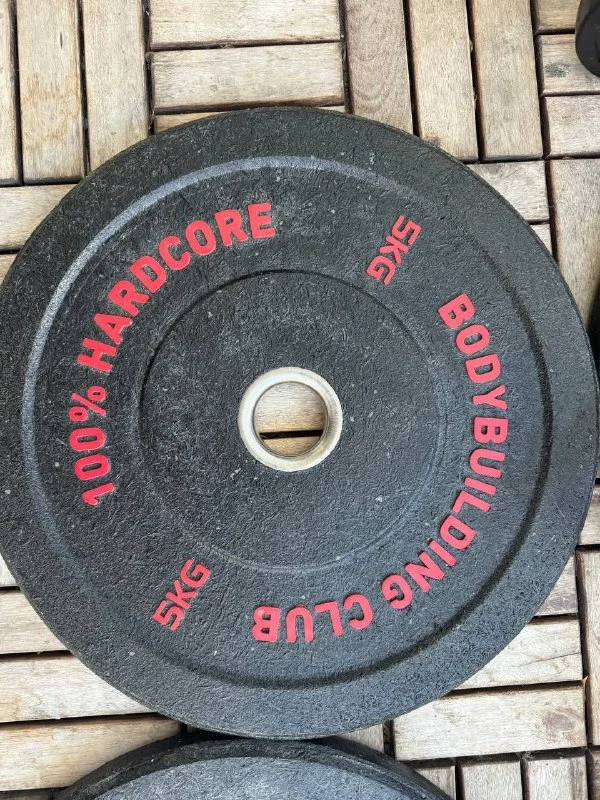 100% HARDCORE
5KG
BODYBUILDING CLUB
5KG